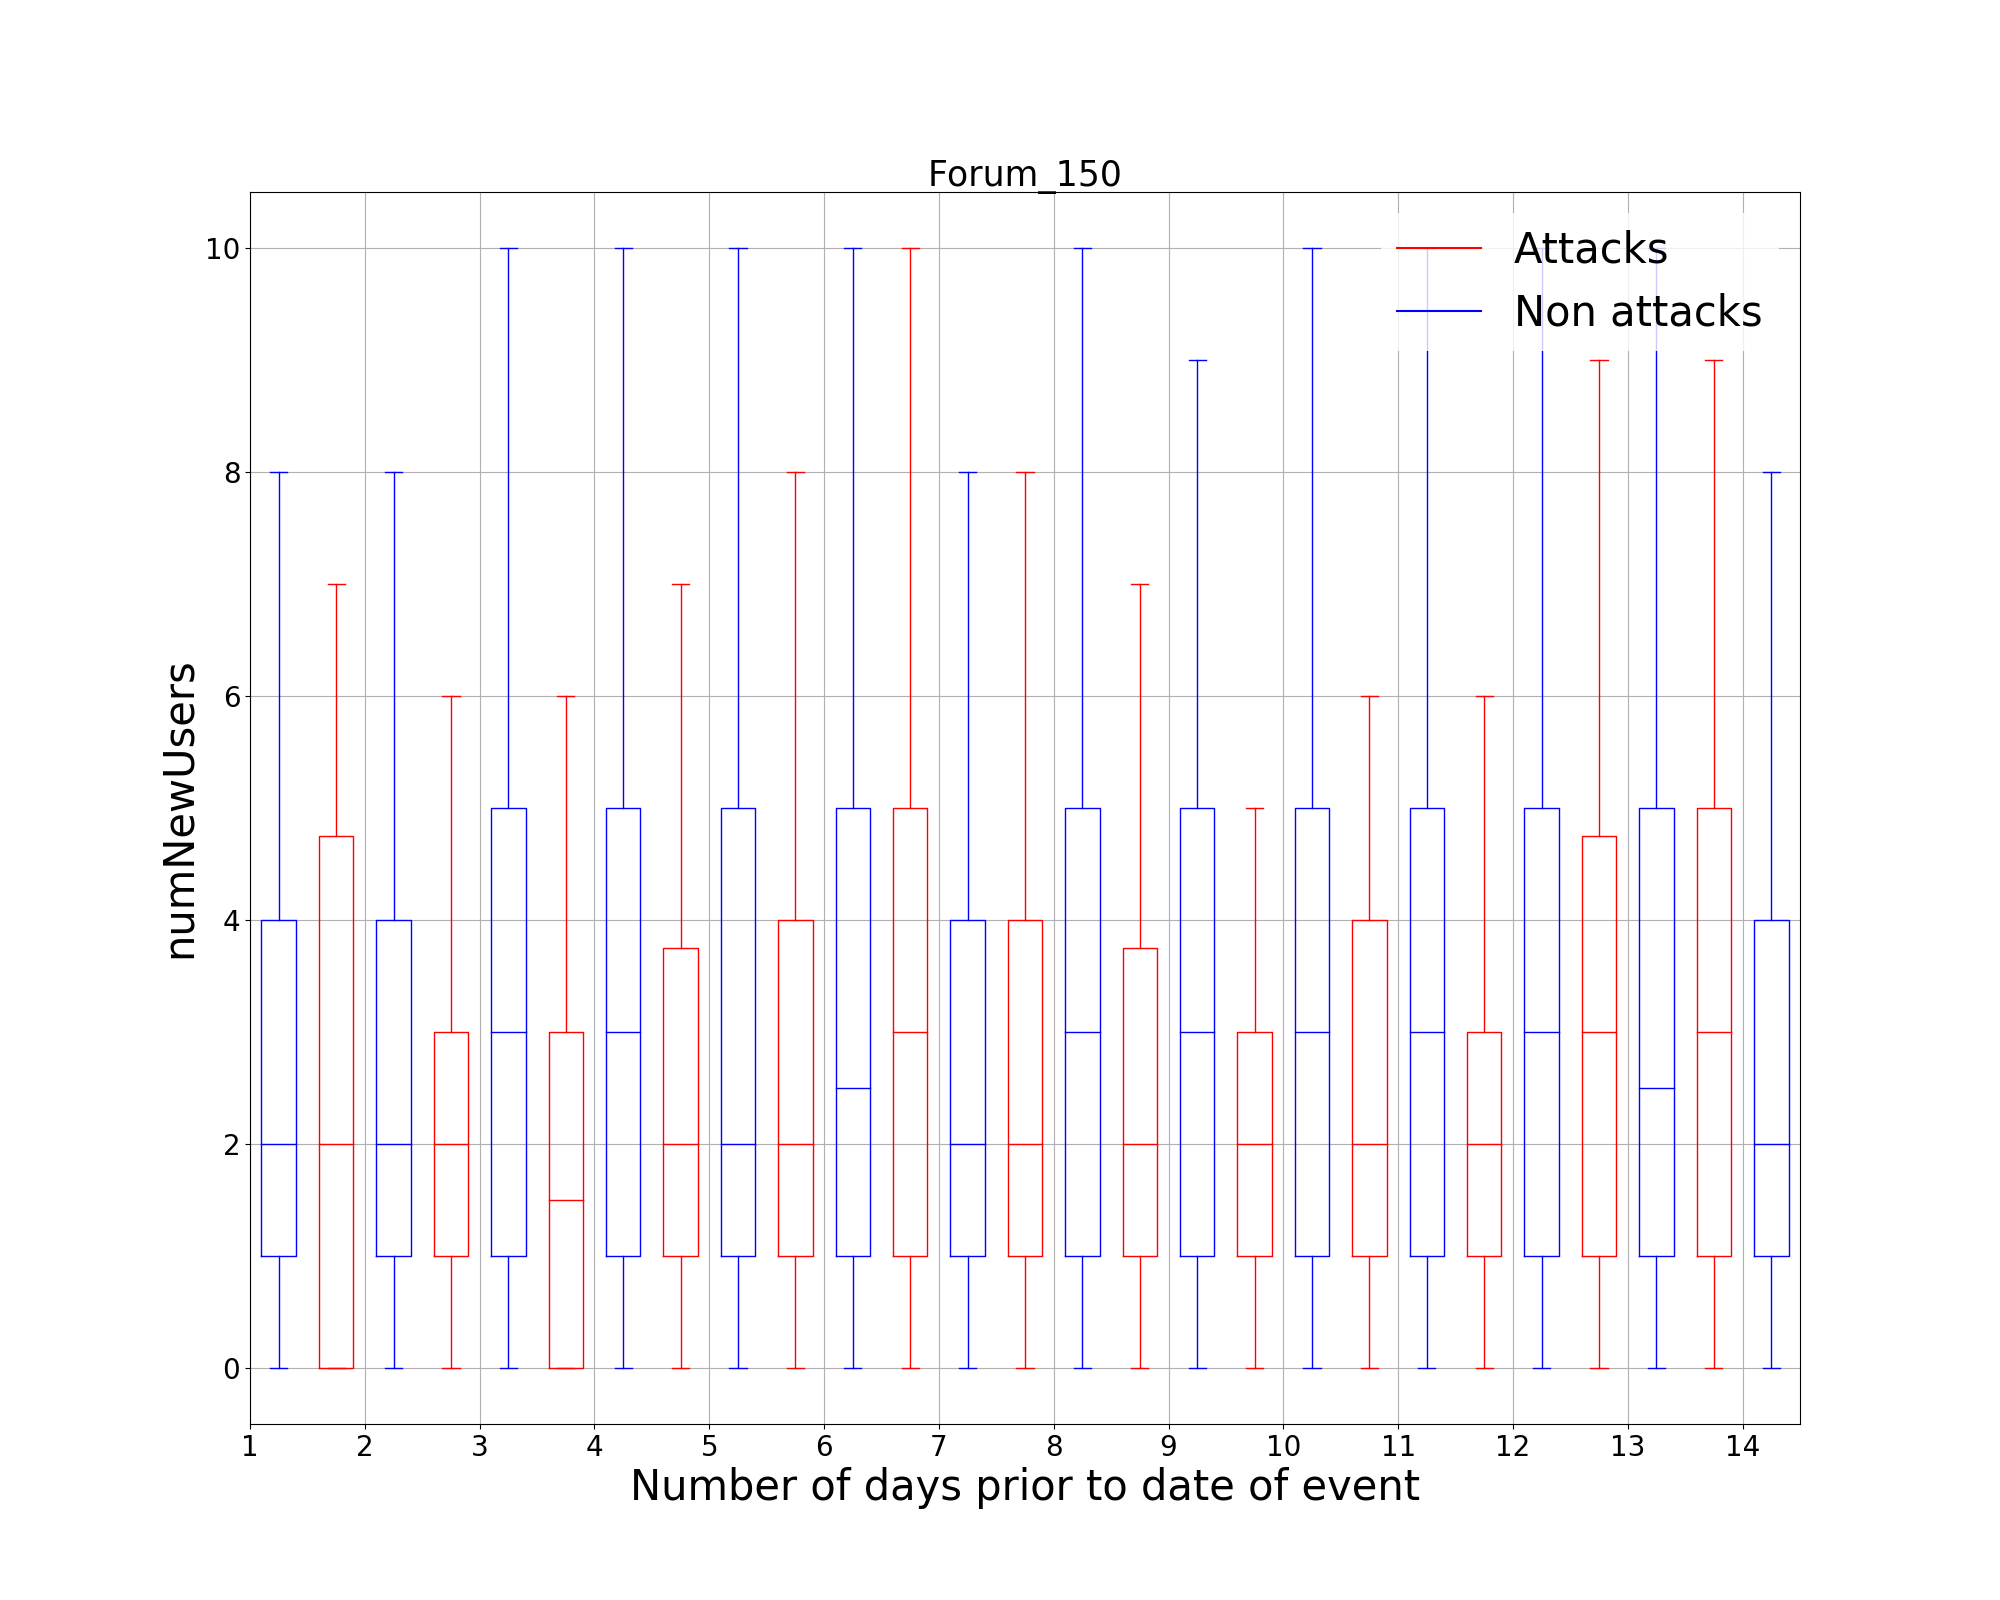 Forum_150
Attacks
Non attacks
numNewUsers
10
8
6
4
2
0
1 2 3 4 5 6 7 8 9 10 11 12 13 14
Number of days prior to date of event